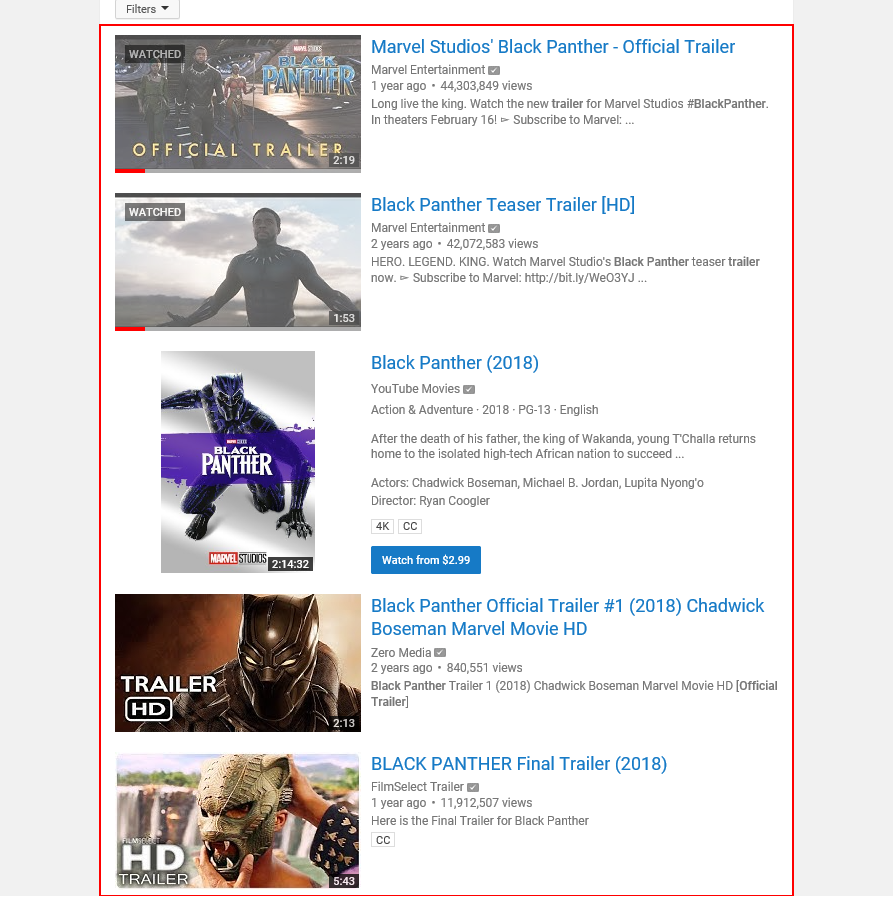 Filters
WATCHED
MARVEL STUDIOS
BLACK
PANTHER
OFFICIAL TRAILER
2:19
Marvel Studios' Black Panther - Official Trailer
Marvel Entertainment
1 year ago • 44,303,849 views
Long live the king. Watch the new trailer for Marvel Studios #BlackPanther.
In theaters February 16! ► Subscribe to Marvel: ...
WATCHED
1:53
Black Panther Teaser Trailer [HD]
Marvel Entertainment
2 years ago • 42,072,583 views
HERO. LEGEND. KING. Watch Marvel Studio's Black Panther teaser trailer
now. ► Subscribe to Marvel: http://bit.ly/WeO3YJ ...
BLACK
PANTHER
MARVEL STUDIOS
2:14:32
Black Panther (2018)
YouTube Movies
Action & Adventure · 2018 · PG-13 · English
After the death of his father, the king of Wakanda, young T'Challa returns
home to the isolated high-tech African nation to succeed ...
Actors: Chadwick Boseman, Michael B. Jordan, Lupita Nyong'o
Director: Ryan Coogler
4K CC
Watch from $2.99
TRAILER
HD
2:13
Black Panther Official Trailer #1 (2018) Chadwick
Boseman Marvel Movie HD
Zero Media
2 years ago • 840,551 views
Black Panther Trailer 1 (2018) Chadwick Boseman Marvel Movie HD [Official
Trailer]
FILMSELECT
HD
TRAILER
5:43
BLACK PANTHER Final Trailer (2018)
FilmSelect Trailer
1 year ago • 11,912,507 views
Here is the Final Trailer for Black Panther
CC